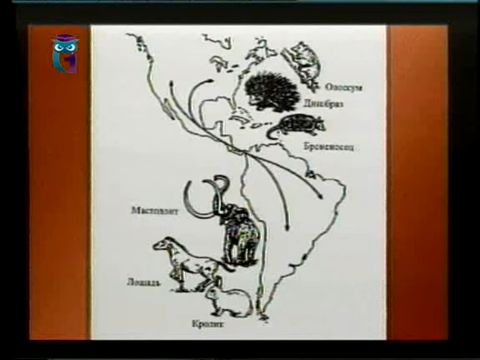 Опоссум
Дикобраз
Броненосец
Мастодонт
Лошадь
Кролик